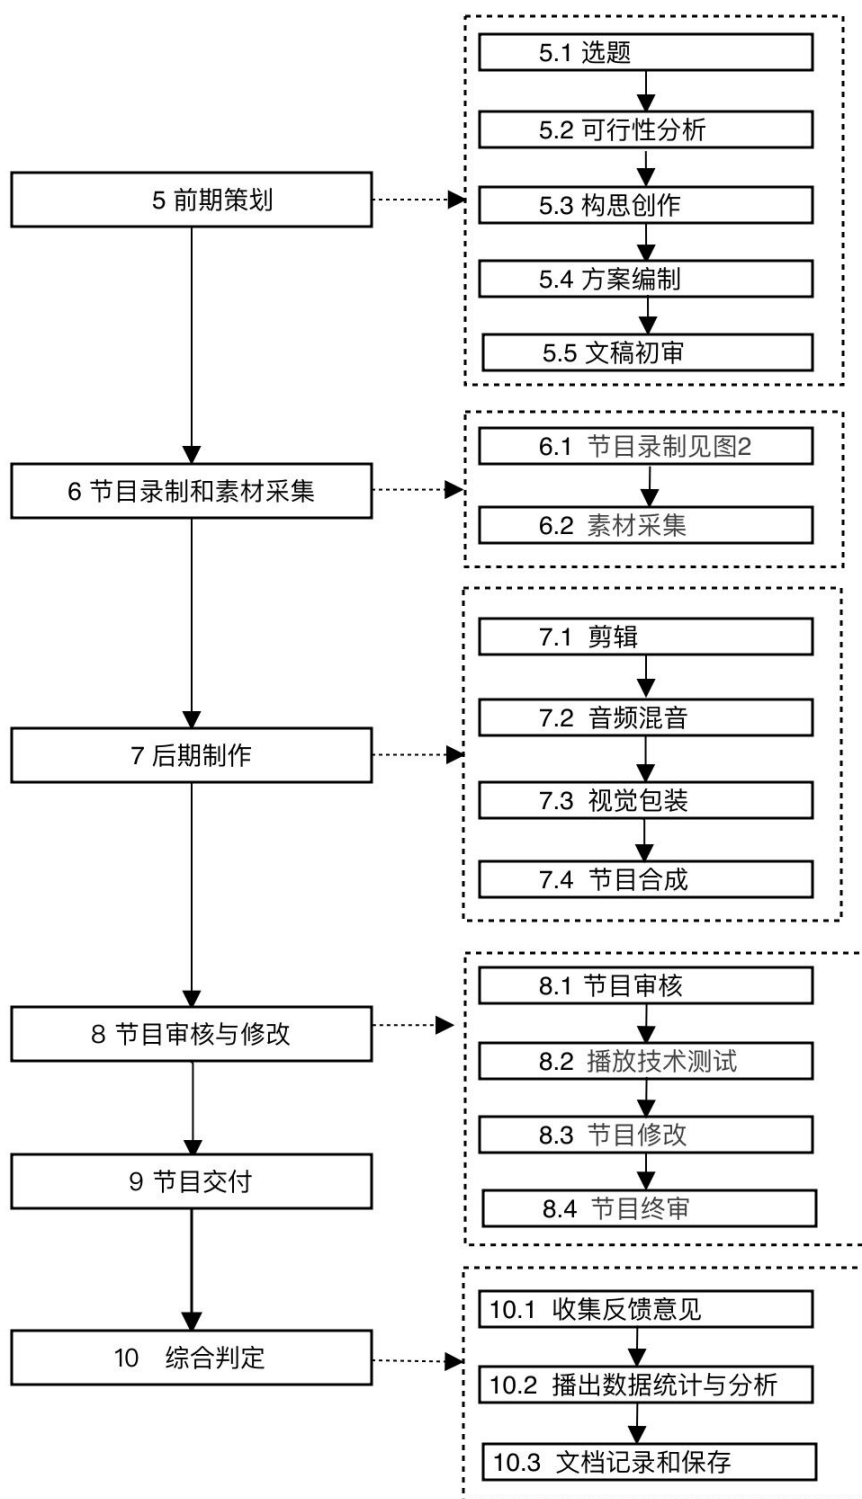 5 前期策划
5.1 选题
5.2 可行性分析
5.3 构思创作
5.4 方案编制
5.5 文稿初审
6 节目录制和素材采集
6.1 节目录制见图2
6.2 素材采集
7 后期制作
7.1 剪辑
7.2 音频混音
7.3 视觉包装
7.4 节目合成
8 节目审核与修改
8.1 节目审核
8.2 播放技术测试
8.3 节目修改
8.4 节目终审
9 节目交付
10 综合判定
10.1 收集反馈意见
10.2 播出数据统计与分析
10.3 文档记录和保存